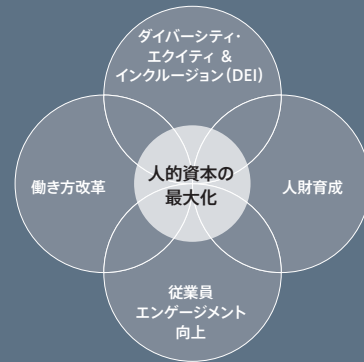 ダイバーシティ・
エクイティ &
インクルージョン(DEI)
働き方改革
人的資本の
最大化
人財育成
従業員
エンゲージメント
向上